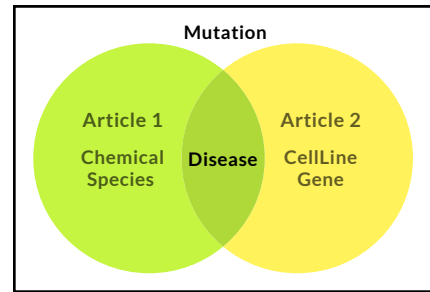 Mutation
Article 1
Chemical
Species
Disease
Article 2
CellLine
Gene